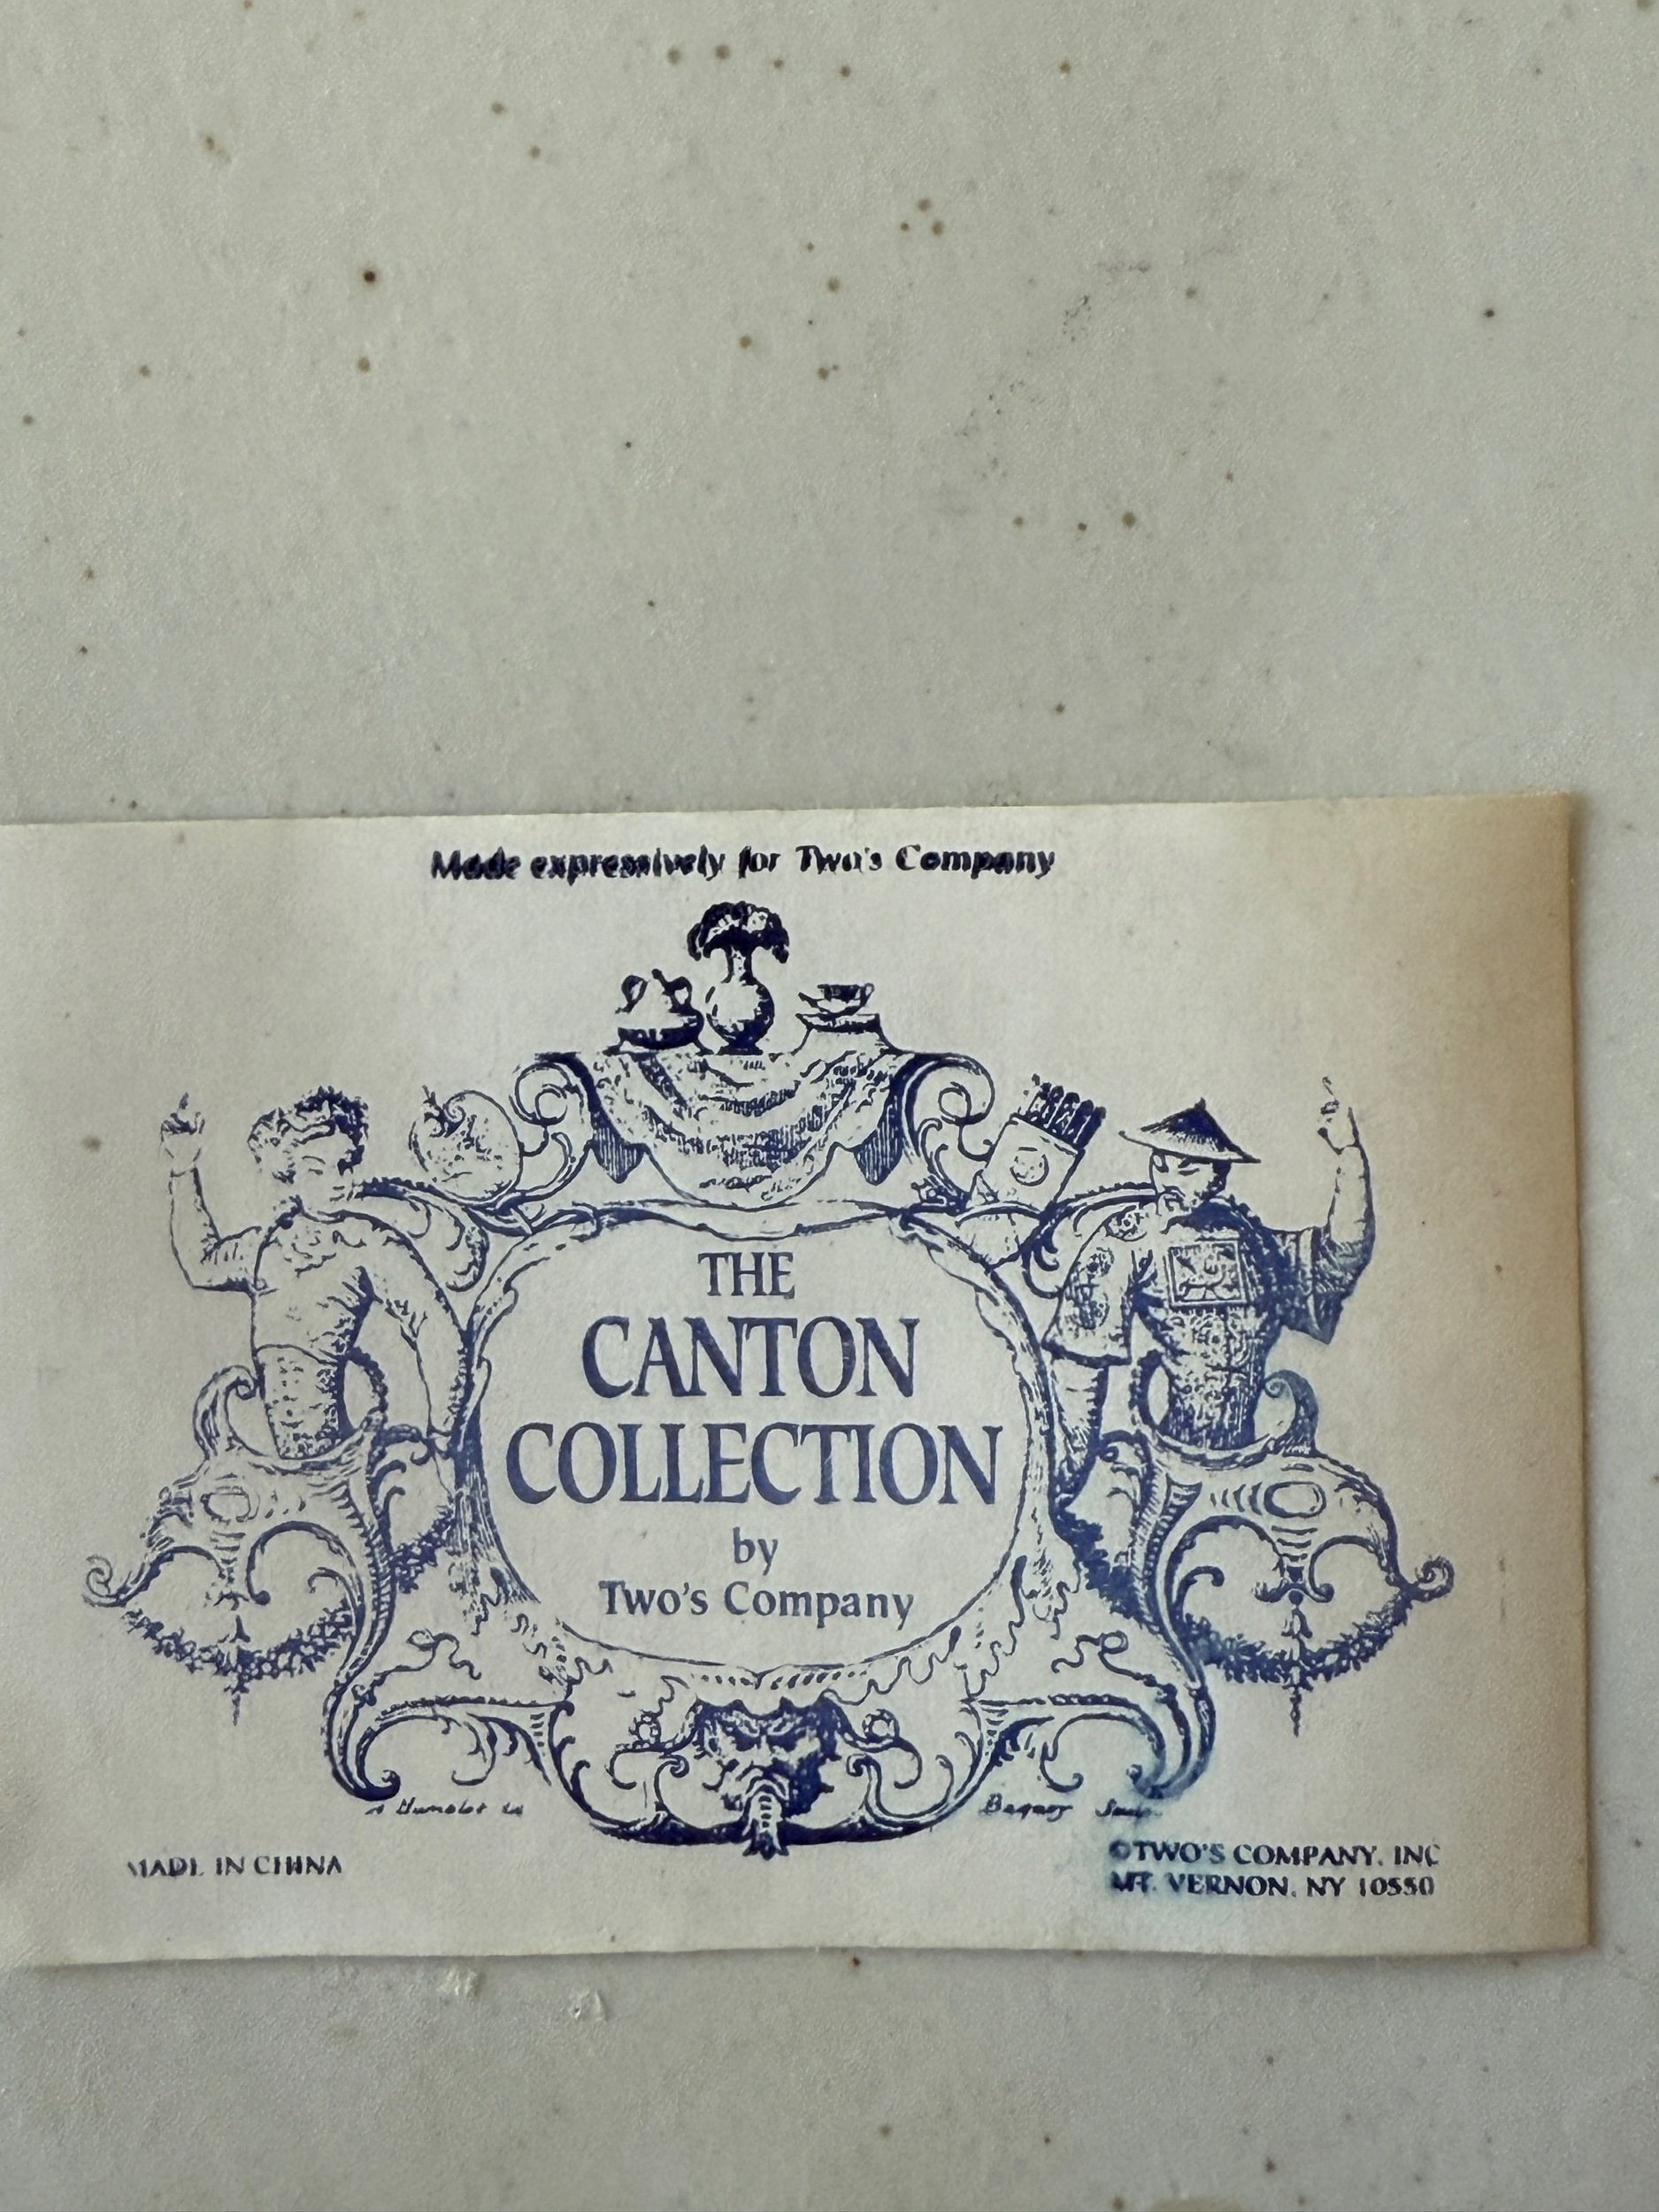 Made expressively for Two's Company
THE
CANTON
COLLECTION
by
Two's Company
MADE IN CHINA
©TWO'S COMPANY, INC
MT. VERNON, NY 10550